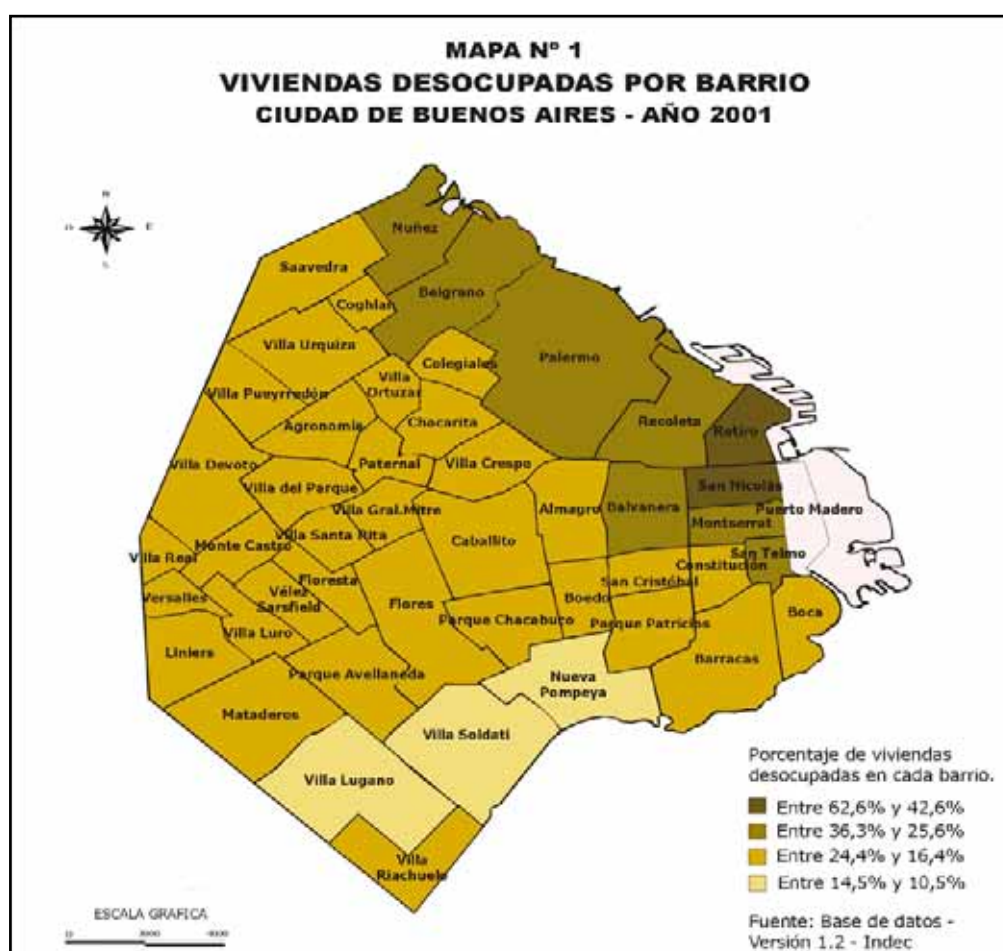 MAPA Nº 1
VIVIENDAS DESOCUPADAS POR BARRIO
CIUDAD DE BUENOS AIRES - AÑO 2001
N
O
E
S
Nuñez
Saavedra
Coghlan
Belgrano
Villa Urquiza
Colegiales
Palermo
Villa
Ortuzar
Villa Pueyrredón
Agronomía
Chacarita
Recoleta
Retiro
Villa Devoto
Paternal
Villa Crespo
Villa del Parque
San Nicolas
Villa Gral.Mitre
Almagro
Balvanera
Puerto Madero
Montserrat
Villa Santa Rita
Monte Castro
Caballito
San Telmo
Villa Real
Constitución
Floresta
Vélez
Sarsfield
San Cristóbal
Versalles
Flores
Boedo
Boca
Parque Chacabuco
Parque Patricios
Villa Luro
Liniers
Barracas
Parque Avellaneda
Nueva
Pompeya
Mataderos
Villa Soldati
Villa Lugano
Villa
Riachuelo
Porcentaje de viviendas
desocupadas en cada barrio.
Entre 62,6% y 42,6%
Entre 36,3% y 25,6%
Entre 24,4% y 16,4%
Entre 14,5% y 10,5%
Fuente: Base de datos -
Versión 1.2 - Indec
ESCALA GRAFICA